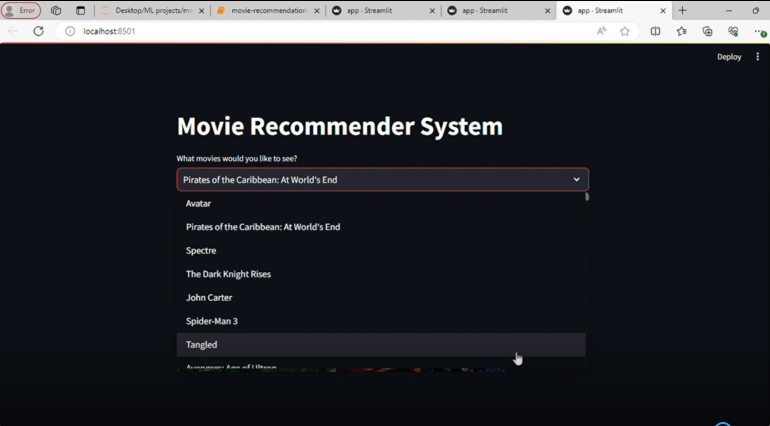 Error
Desktop/ML projects/mo
movie-recommendation
app · Streamlit
app · Streamlit
app · Streamlit
localhost:8501
Deploy
Movie Recommender System
What movies would you like to see?
Pirates of the Caribbean: At World's End
Avatar
Pirates of the Caribbean: At World's End
Spectre
The Dark Knight Rises
John Carter
Spider-Man 3
Tangled
Avengers: Age of Ultron